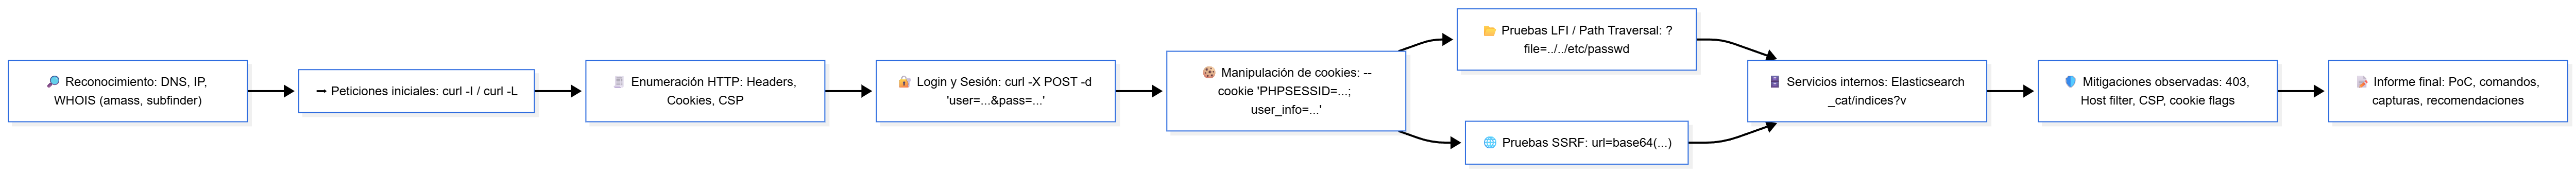 🔎 Reconocimiento: DNS, IP,
WHOIS (amass, subfinder)
➡ Peticiones iniciales: curl -I / curl -L
🧾 Enumeración HTTP: Headers,
Cookies, CSP
🔐 Login y Sesión: curl -X POST -d
'user=...&pass=...'
🍪 Manipulación de cookies: --
cookie 'PHPSESSID=...;
user_info=...'
📂 Pruebas LFI / Path Traversal: ?
file=../../etc/passwd
🌐 Pruebas SSRF: url=base64(...)
🗄️ Servicios internos: Elasticsearch
_cat/indices?v
🛡️ Mitigaciones observadas: 403,
Host filter, CSP, cookie flags
📝 Informe final: PoC, comandos,
capturas, recomendaciones